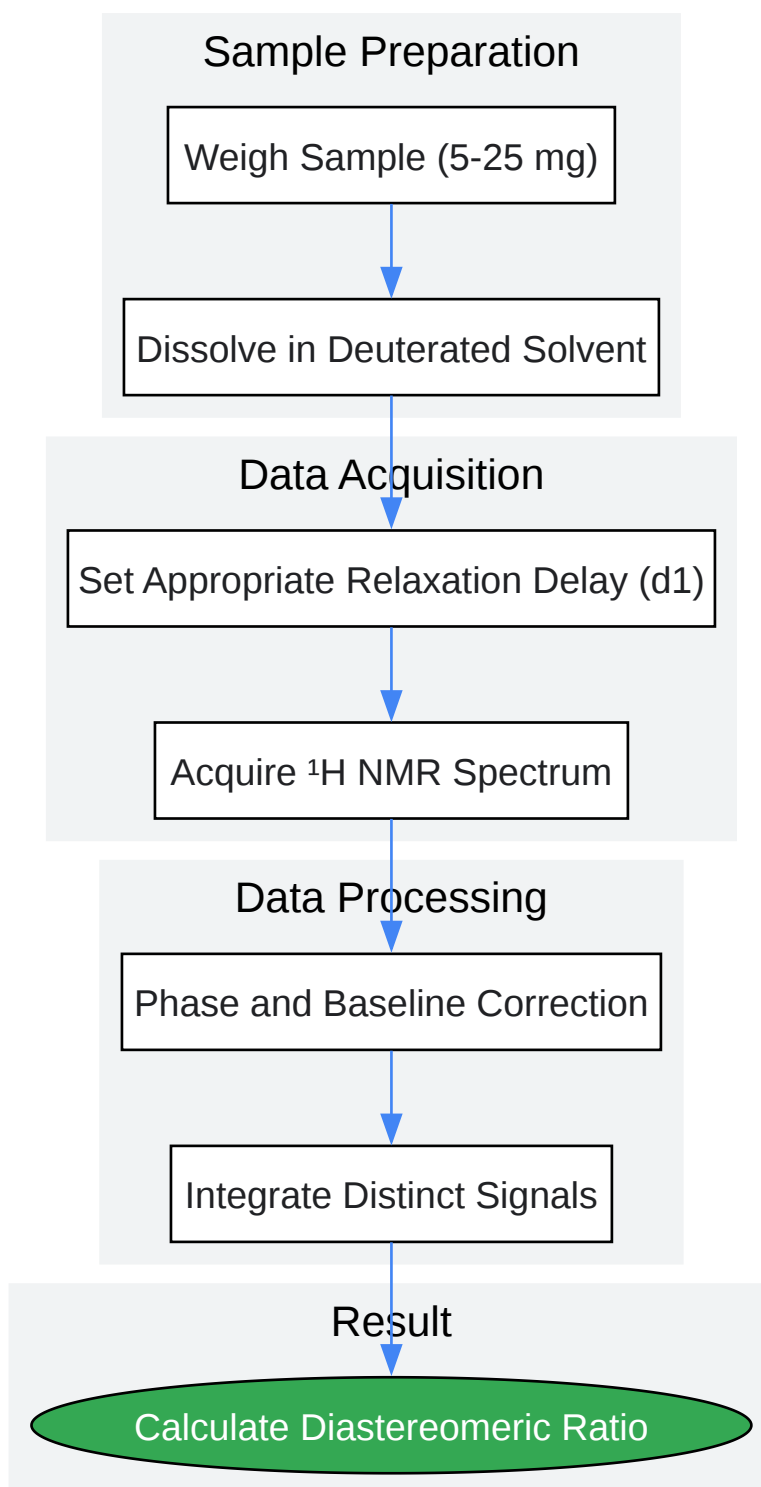 Sample Preparation
Weigh Sample (5-25 mg)
Dissolve in Deuterated Solvent
Data Acquisition
Set Appropriate Relaxation Delay (d1)
Acquire ¹H NMR Spectrum
Data Processing
Phase and Baseline Correction
Integrate Distinct Signals
Result
Calculate Diastereomeric Ratio